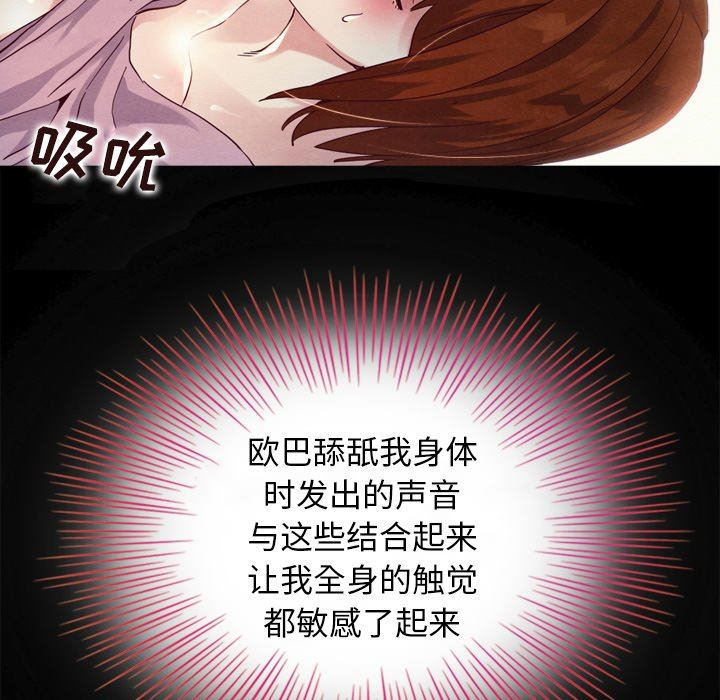 吸吮
欧巴舔舐我身体
时发出的声音
与这些结合起来
让我全身的触觉
都敏感了起来